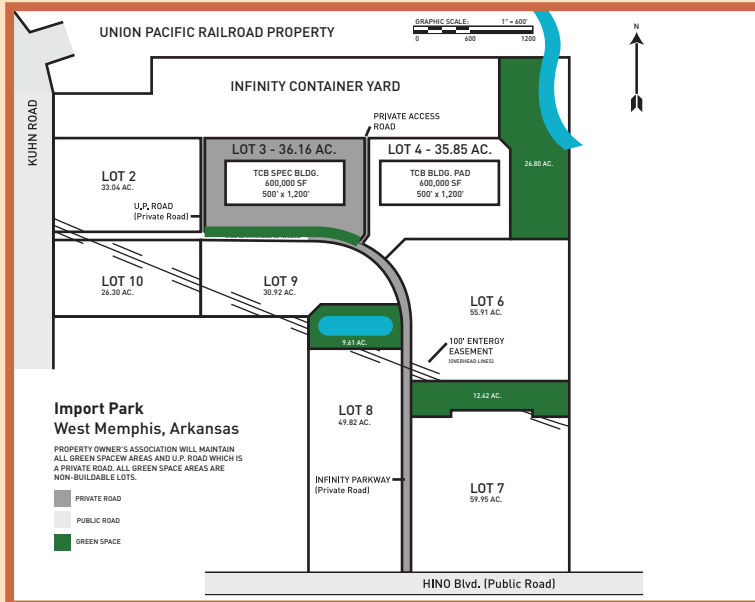 UNION PACIFIC RAILROAD PROPERTY
GRAPHIC SCALE: 1" = 600'
0 600 1200
N
INFINITY CONTAINER YARD
KUHN ROAD
PRIVATE ACCESS
ROAD
LOT 2
33.04 AC.
LOT 3 - 36.16 AC.
TCB SPEC BLDG.
600,000 SF
500' x 1,200'
LOT 4 - 35.85 AC.
TCB BLDG. PAD
600,000 SF
500' x 1,200'
26.80 AC.
U.P. ROAD
(Private Road)
LOT 10
26.30 AC.
LOT 9
30.92 AC.
LOT 6
55.91 AC.
9.61 AC.
100' ENTERGY
EASEMENT
(OVERHEAD LINES)
12.42 AC.
LOT 8
49.82 AC.
Import Park
West Memphis, Arkansas
PROPERTY OWNER'S ASSOCIATION WILL MAINTAIN
ALL GREEN SPACEW AREAS AND U.P. ROAD WHICH IS
A PRIVATE ROAD. ALL GREEN SPACE AREAS ARE
NON-BUILDABLE LOTS.
PRIVATE ROAD
PUBLIC ROAD
GREEN SPACE
INFINITY PARKWAY
(Private Road)
LOT 7
59.95 AC.
HINO Blvd. (Public Road)